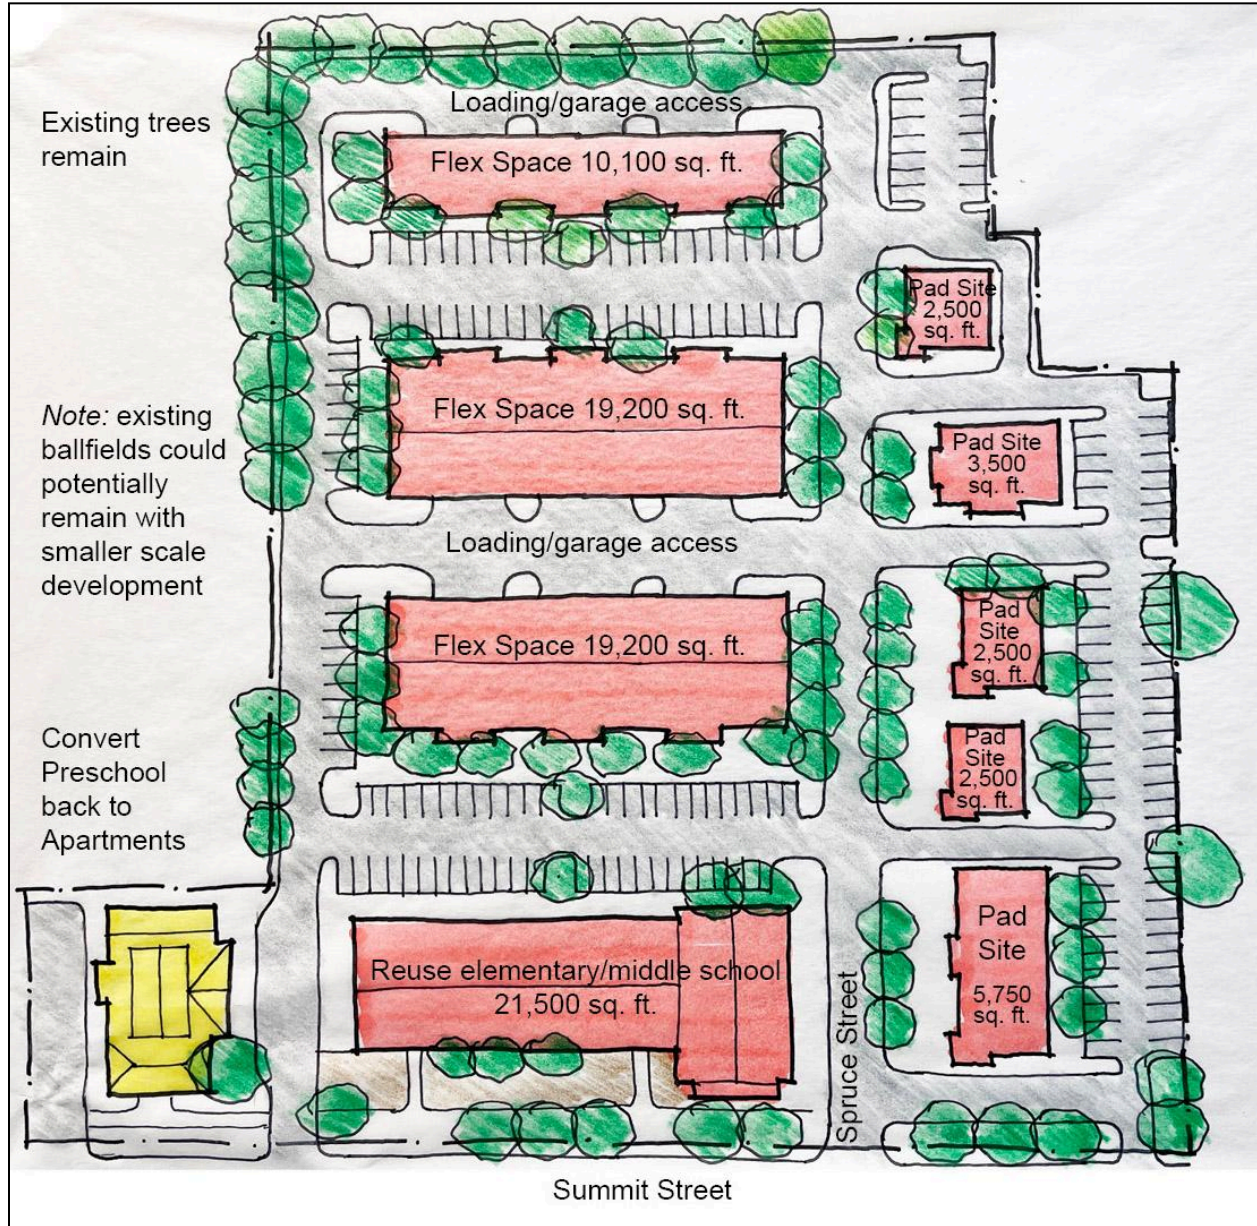 Loading/garage access
Existing trees
remain
Flex Space 10,100 sq. ft.
Pad Site
2,500
sq. ft.
Note: existing
ballfields could
potentially
remain with
smaller scale
development
Flex Space 19,200 sq. ft.
Pad Site
3,500
sq. ft.
Loading/garage access
Flex Space 19,200 sq. ft.
Pad
Site
2,500
sq. ft.
Convert
Preschool
back to
Apartments
Pad
Site
2,500
sq. ft.
Reuse elementary/middle school
21,500 sq. ft.
Spruce Street
Pad
Site
5,750
sq. ft.
Summit Street